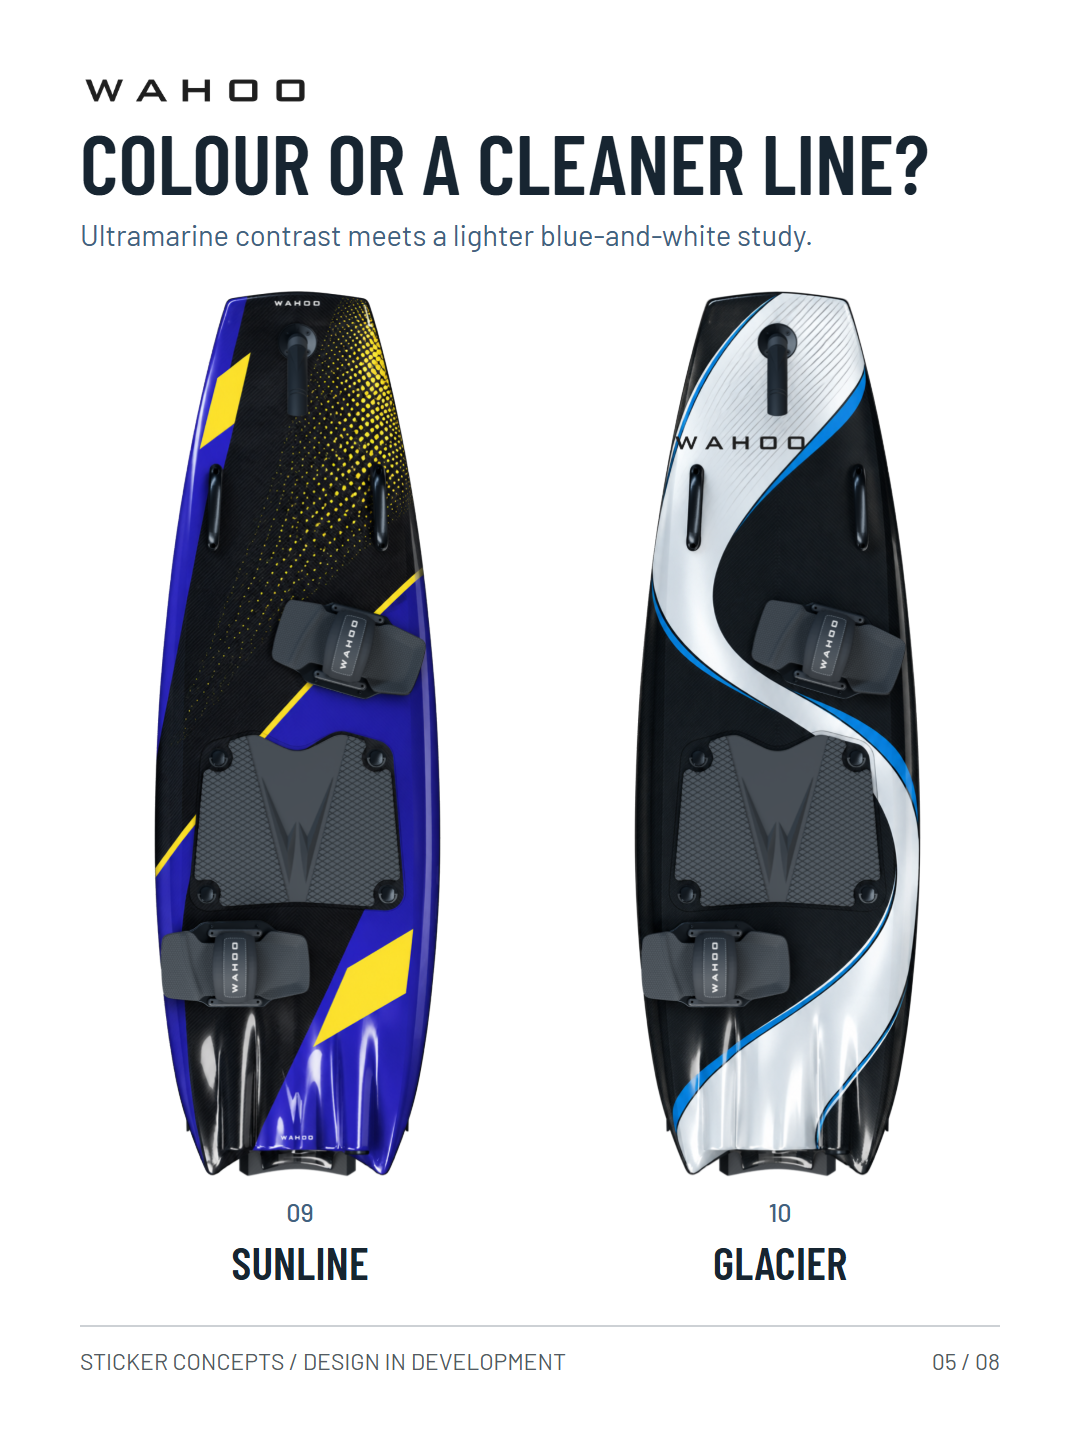 WAHOO
COLOUR OR A CLEANER LINE?
Ultramarine contrast meets a lighter blue-and-white study.
WAHOO
WAHOO
WAHOO
WAHOO
WAHOO
WAHOO
WAHOO
WAHOO
09
10
SUNLINE
GLACIER
STICKER CONCEPTS / DESIGN IN DEVELOPMENT
05 / 08